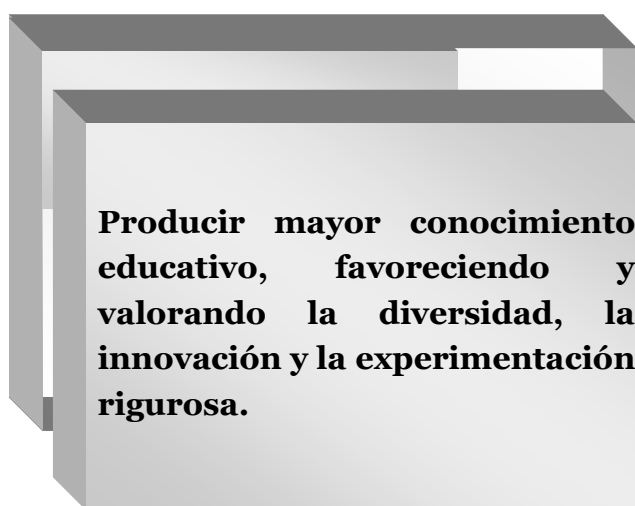 Producir mayor conocimiento
educativo, favoreciendo y
valorando la diversidad, la
innovación y la experimentación
rigurosa.